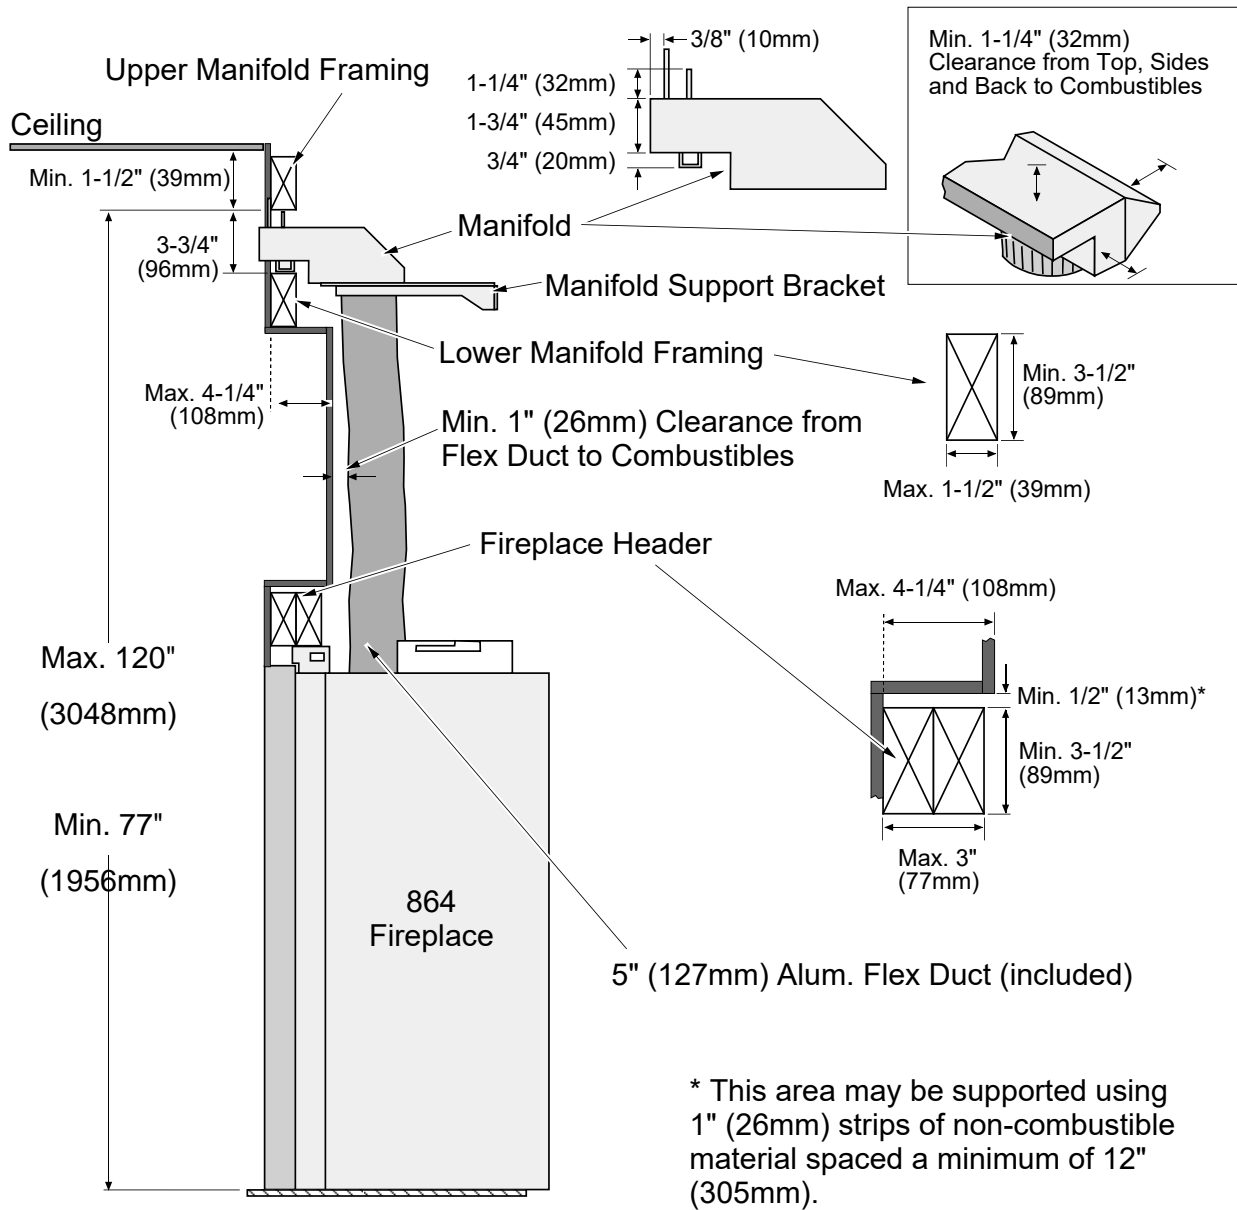 Upper Manifold Framing
Ceiling
Min. 1-1/2" (39mm)
3-3/4"
(96mm)
3/8" (10mm)
1-1/4" (32mm)
1-3/4" (45mm)
3/4" (20mm)
Min. 1-1/4" (32mm)
Clearance from Top, Sides
and Back to Combustibles
Manifold
Manifold Support Bracket
Lower Manifold Framing
Max. 4-1/4"
(108mm)
Min. 1" (26mm) Clearance from
Flex Duct to Combustibles
Min. 3-1/2"
(89mm)
Max. 1-1/2" (39mm)
Fireplace Header
Max. 4-1/4" (108mm)
Min. 1/2" (13mm)*
Min. 3-1/2"
(89mm)
Max. 3"
(77mm)
Max. 120"
(3048mm)
Min. 77"
(1956mm)
864
Fireplace
5" (127mm) Alum. Flex Duct (included)
* This area may be supported using
1" (26mm) strips of non-combustible
material spaced a minimum of 12"
(305mm).